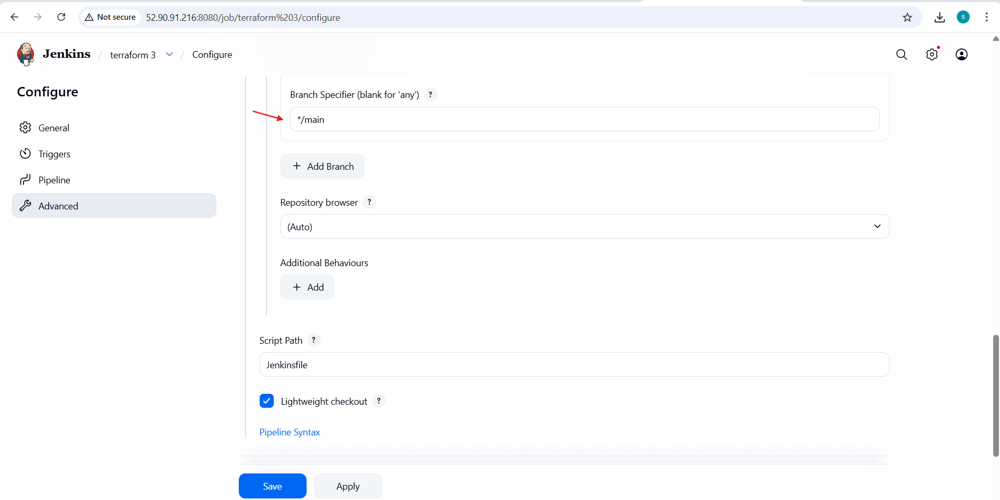 Not secure 52.90.91.216:8080/job/terraform%203/configure
S
Jenkins / terraform 3 / Configure
Configure
General
Triggers
Pipeline
Advanced
Branch Specifier (blank for 'any') ?
*/main
+ Add Branch
Repository browser ?
(Auto)
Additional Behaviours
+ Add
Script Path ?
Jenkinsfile
Lightweight checkout ?
Pipeline Syntax
Save Apply